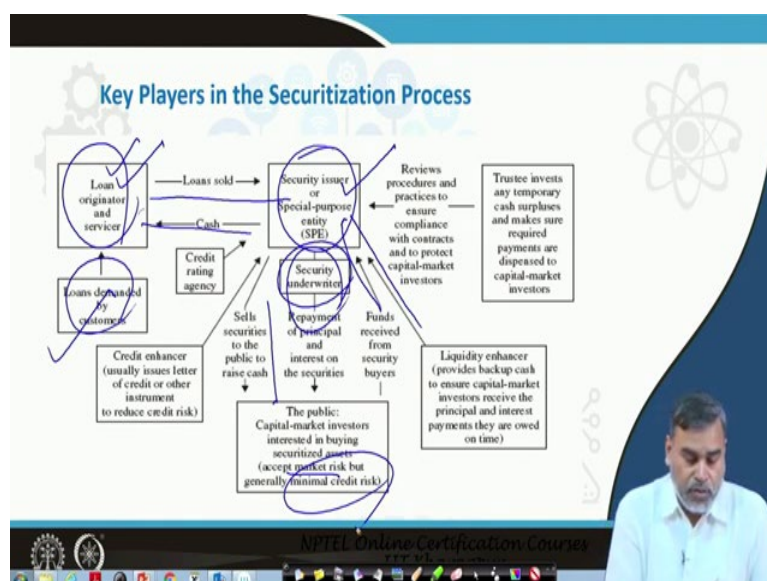 Key Players in the Securitization Process
Loan
originator
and
servicer
Loans sold
Cash
Security issuer
or
Special-purpose
entity
(SPE)
Reviews
procedures and
practices to
ensure
compliance
with contracts
and to protect
capital-market
investors
Trustee invests
any temporary
cash surpluses
and makes sure
required
payments are
dispensed to
capital-market
investors
Credit
rating
agency
Security
underwriter
Loans demanded
by
customers
Credit enhancer
(usually issues letter
of credit or other
instrument
to reduce credit risk)
Sells
securities
to the
public to
raise cash
Repayment
of principal
and
interest on
the securities
Funds
received
from
security
buyers
Liquidity enhancer
(provides backup cash
to ensure capital-market
investors receive the
principal and interest
payments they are owed
on time)
The public:
Capital-market investors
interested in buying
securitized assets
(accept market risk but
generally minimal credit risk)
NPTEL Online Certification Courses